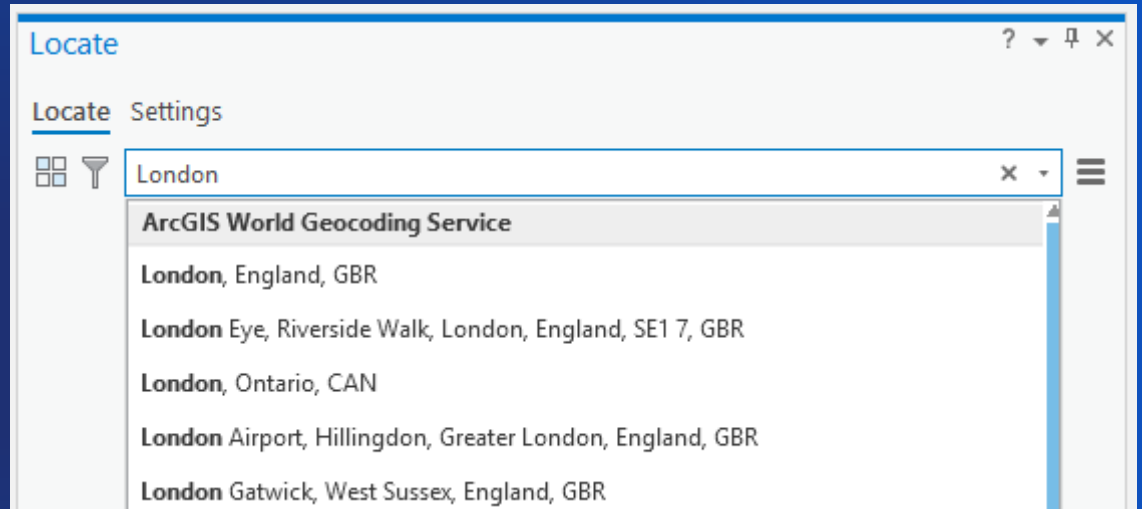 Locate
?
Locate Settings
London
ArcGIS World Geocoding Service
London, England, GBR
London Eye, Riverside Walk, London, England, SE1 7, GBR
London, Ontario, CAN
London Airport, Hillingdon, Greater London, England, GBR
London Gatwick, West Sussex, England, GBR